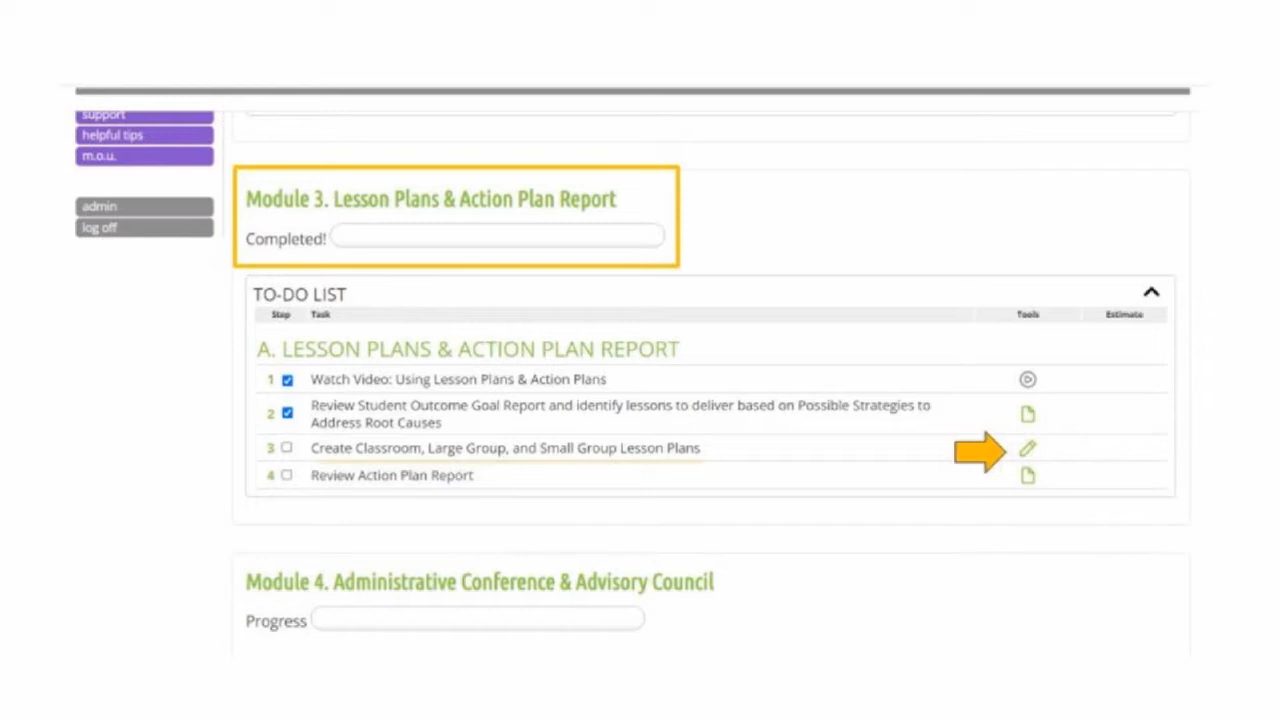 support
helpful tips
m.o.u.
admin
log off
Module 3. Lesson Plans & Action Plan Report
Completed!
TO-DO LIST
Step Task Tools Estimate
A. LESSON PLANS & ACTION PLAN REPORT
1 Watch Video: Using Lesson Plans & Action Plans
2 Review Student Outcome Goal Report and identify lessons to deliver based on Possible Strategies to
Address Root Causes
3 Create Classroom, Large Group, and Small Group Lesson Plans
4 Review Action Plan Report
Module 4. Administrative Conference & Advisory Council
Progress